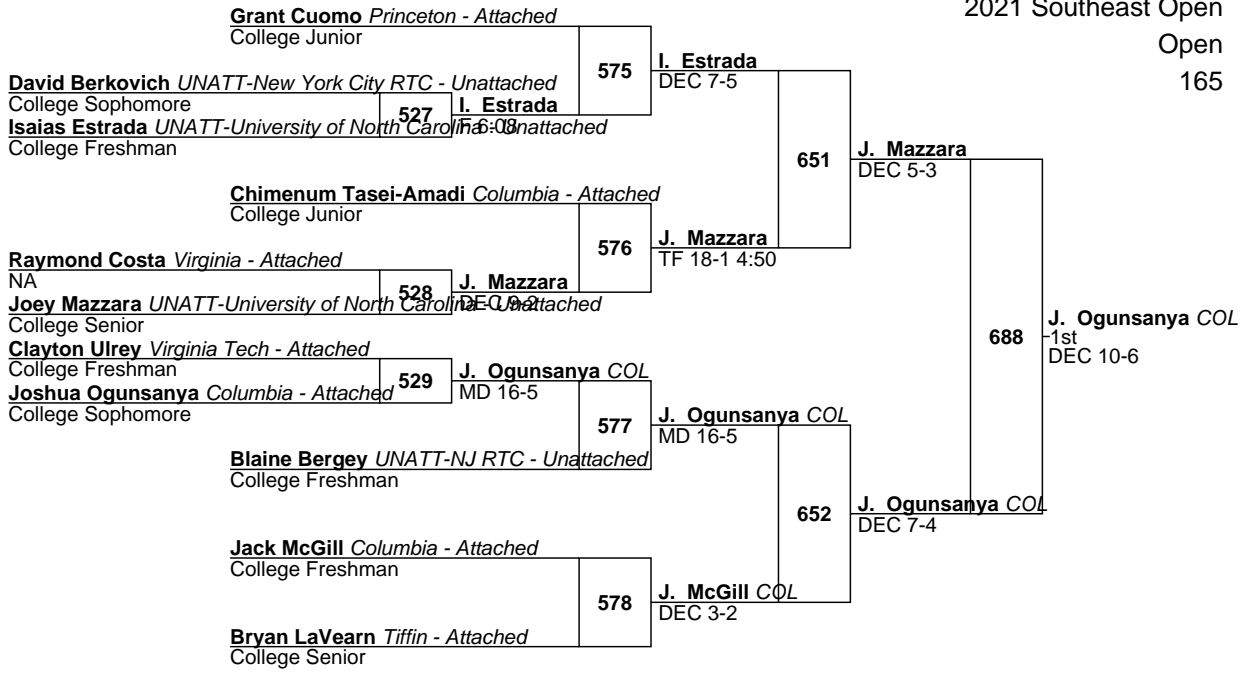 2021 Southeast Open
Open
165
Grant Cuomo Princeton - Attached
College Junior
575
I. Estrada
DEC 7-5
David Berkovich UNATT-New York City RTC - Unattached
College Sophomore
527
I. Estrada
F 6:08
Isaias Estrada UNATT-University of North Carolina - Unattached
College Freshman
651
J. Mazzara
DEC 5-3
Chimenum Tasei-Amadi Columbia - Attached
College Junior
576
J. Mazzara
TF 18-1 4:50
Raymond Costa Virginia - Attached
NA
528
J. Mazzara
DEC 9-2
Joey Mazzara UNATT-University of North Carolina - Unattached
College Senior
688
J. Ogunsanya COL
1st
DEC 10-6
Clayton Ulrey Virginia Tech - Attached
College Freshman
529
J. Ogunsanya COL
MD 16-5
Joshua Ogunsanya Columbia - Attached
College Sophomore
577
J. Ogunsanya COL
MD 16-5
Blaine Bergey UNATT-NJ RTC - Unattached
College Freshman
652
J. Ogunsanya COL
DEC 7-4
Jack McGill Columbia - Attached
College Freshman
578
J. McGill COL
DEC 3-2
Bryan LaVearn Tiffin - Attached
College Senior